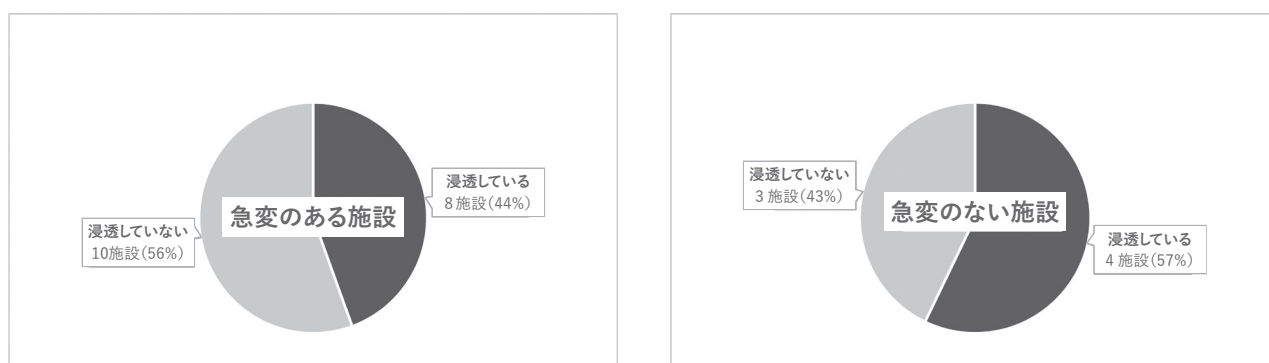 急変のある施設
浸透している
8施設(44%)
浸透していない
10施設(56%)
急変のない施設
浸透していない
3 施設(43%)
浸透している
4 施設(57%)